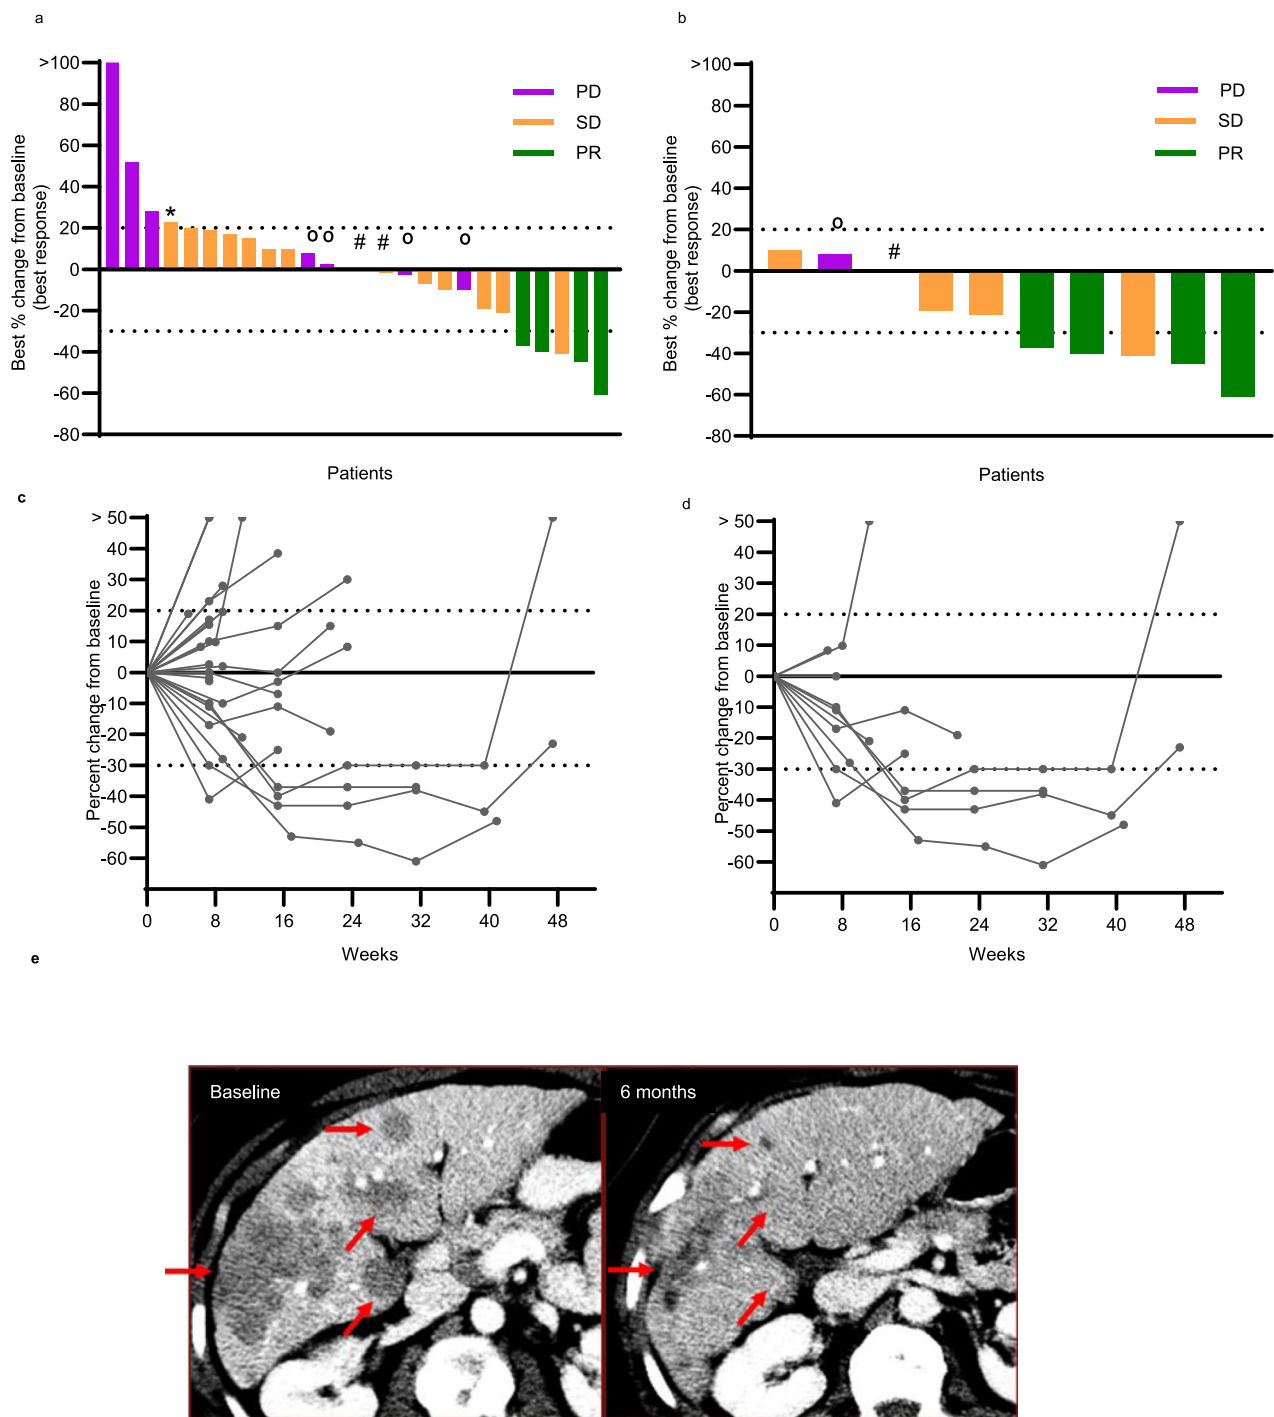 a
>100
80
60
40
20
0
-20
-40
-60
-80
Best % change from baseline
(best response)
PD
SD
PR
*
o o
# #
o
o
Patients
b
>100
80
60
40
20
0
-20
-40
-60
-80
Best % change from baseline
(best response)
PD
SD
PR
o
#
Patients
c
> 50
40
30
20
10
0
-10
-20
-30
-40
-50
-60
Percent change from baseline
0 8 16 24 32 40 48
Weeks
d
> 50
40
30
20
10
0
-10
-20
-30
-40
-50
-60
Percent change from baseline
0 8 16 24 32 40 48
Weeks
e
Baseline
6 months